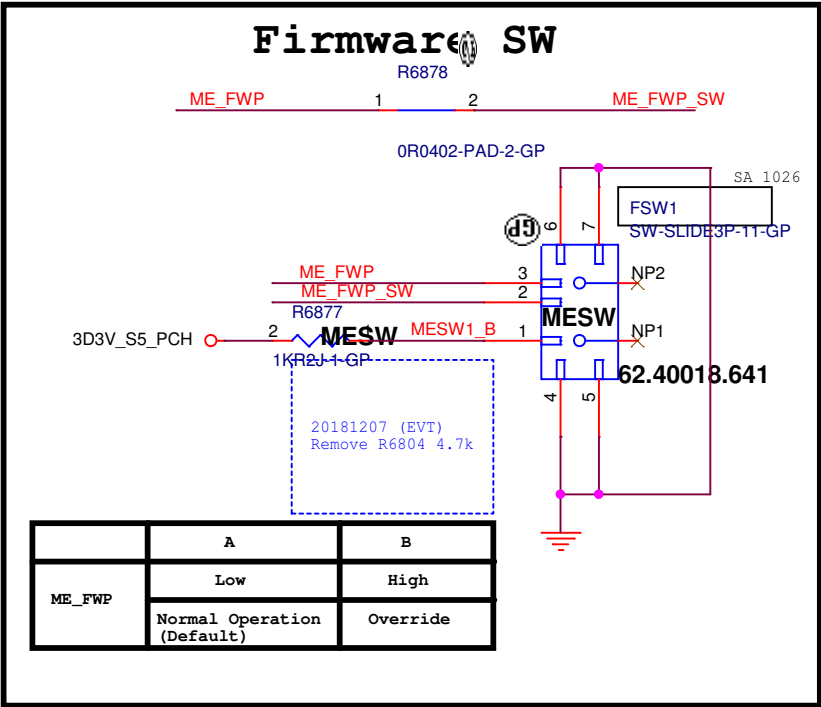 Firmware SW
R6878
ME_FWP 1 2 ME_FWP_SW
0R0402-PAD-2-GP
SA 1026
FSW1
SW-SLIDE3P-11-GP
GP
6 7
ME_FWP 3 NP2
ME_FWP_SW 2
R6877
MESW
3D3V_S5_PCH 2 1 MESW MESW1_B 1 NP1
1KR2J-1-GP
62.40018.641
4 5
20181207 (EVT)
Remove R6804 4.7k
A B
ME_FWP Low High
Normal Operation Override
(Default)